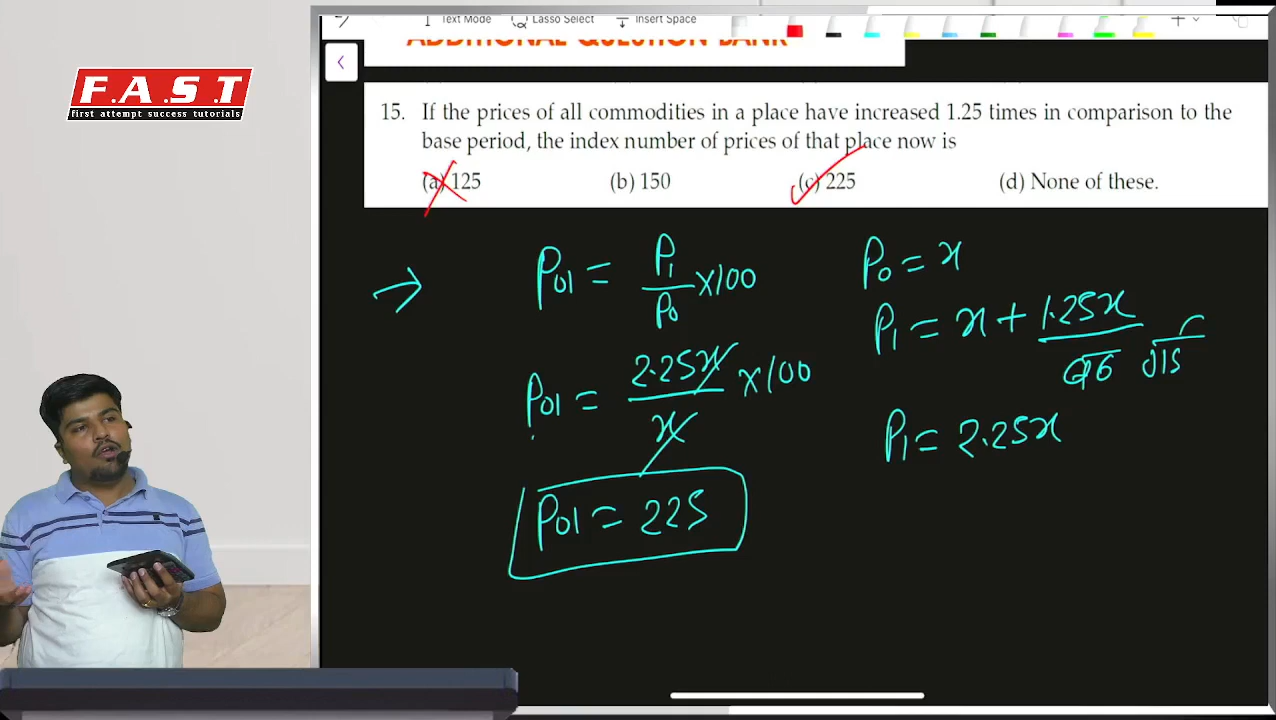 Text Mode Lasso Select Insert Space
ADDITIONAL QUESTION BANK
F.A.S.T
first attempt success tutorials
15. If the prices of all commodities in a place have increased 1.25 times in comparison to the
base period, the index number of prices of that place now is
(a) 125 (b) 150 (c) 225 (d) None of these.
P01 = P1/P0 × 100
P0 = x
P1 = x + 1.25x
P01 = 2.25x/x × 100
P1 = 2.25x
P01 = 225